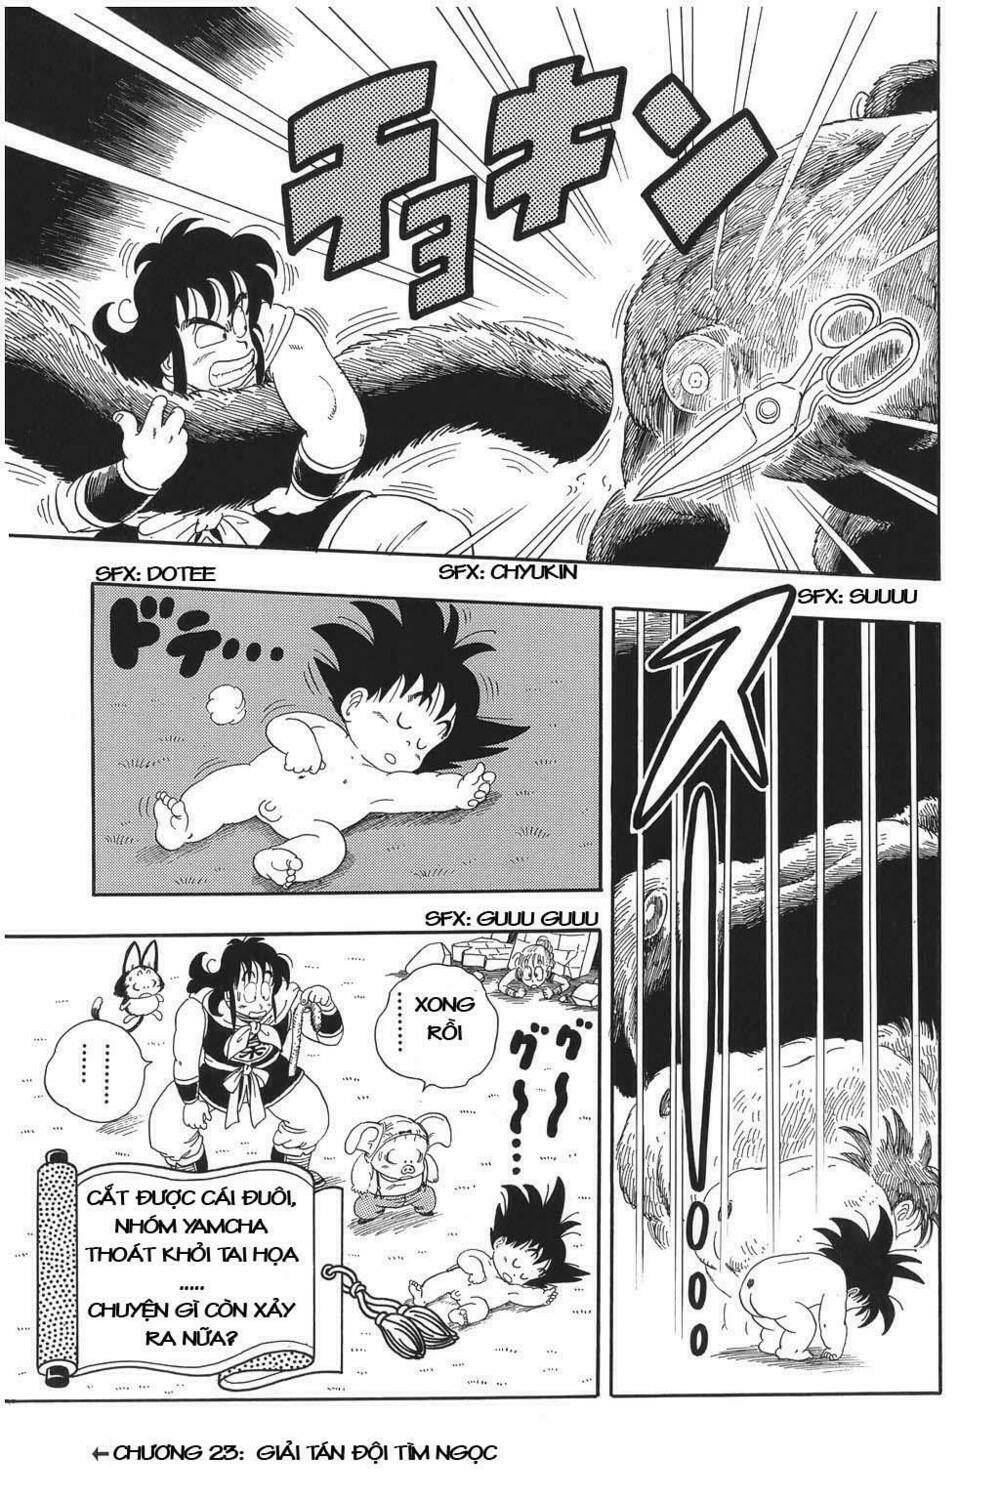 チョキン
SFX: DOTEE
SFX: CHYUKIN
SFX: SUUUU
ドテ...
スーーー
SFX: GUUU GUUU
XONG
RỒI
グ〜
グ〜...
CẮT ĐƯỢC CÁI ĐUÔI,
NHÓM YAMCHA
THOÁT KHỎI TAI HỌA
.....
CHUYỆN GÌ CÒN XẢY
RA NỮA?
← CHƯƠNG 23: GIẢI TÁN ĐỘI TÌM NGỌC